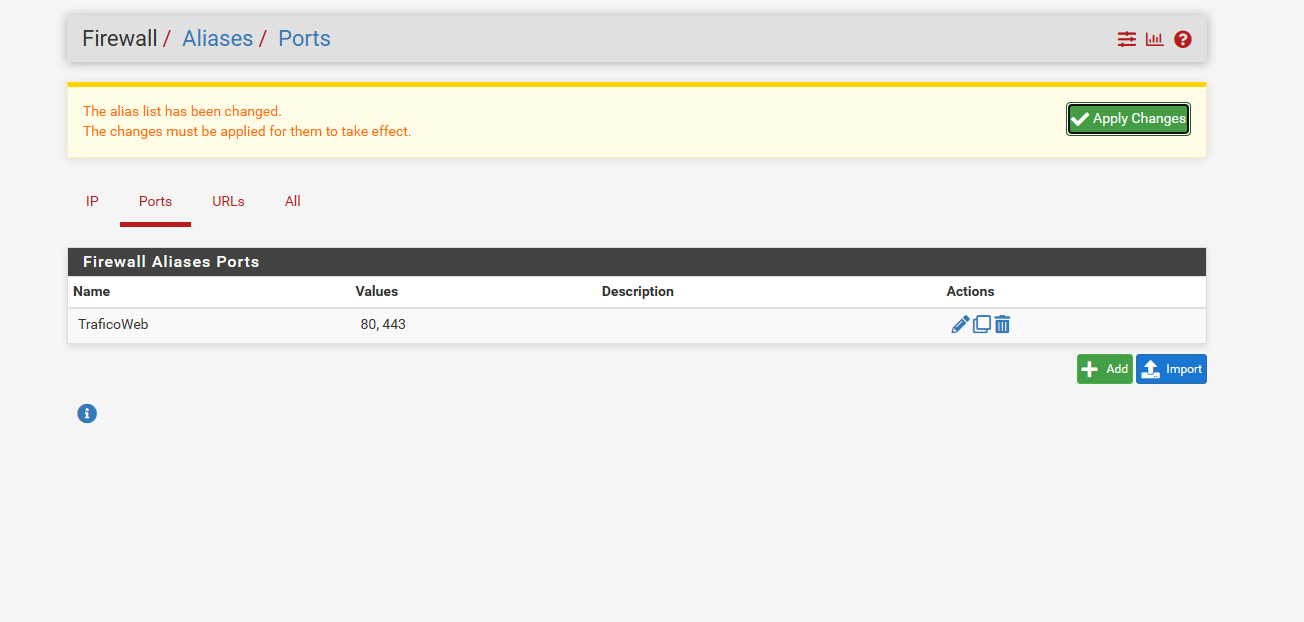 Firewall / Aliases / Ports
The alias list has been changed.
The changes must be applied for them to take effect.
Apply Changes
IP Ports URLs All
Firewall Aliases Ports
Name Values Description Actions
TraficoWeb 80, 443
Add Import